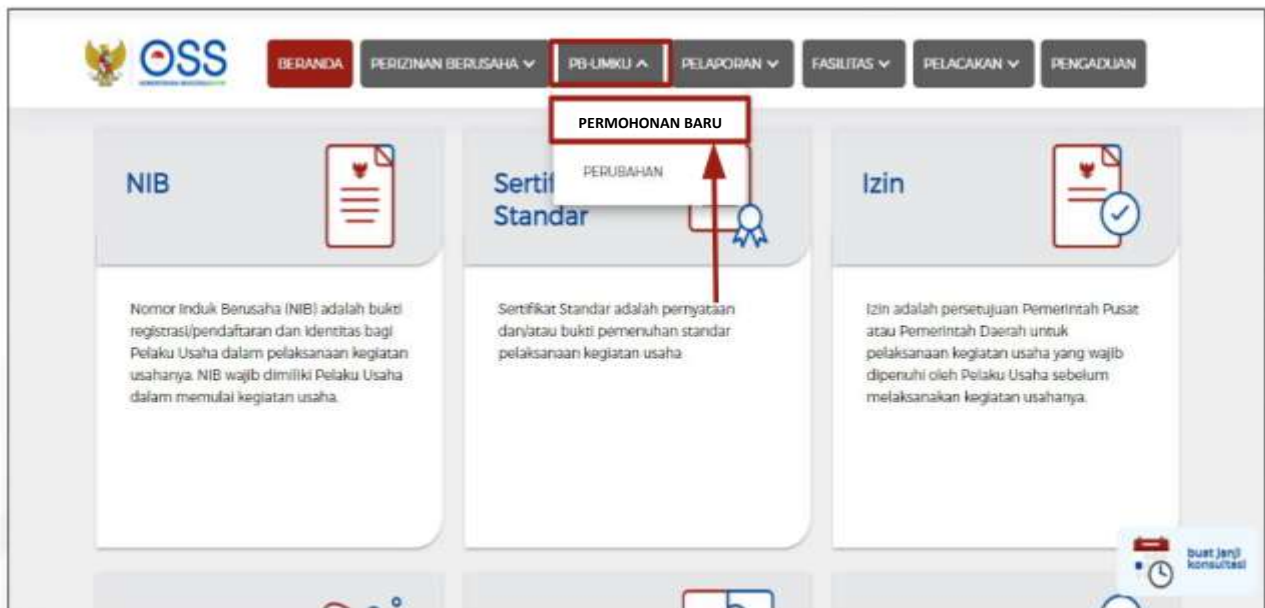 OSS
BERANDA
PERIZINAN BERUSAHA
PB-UMKU
PELAPORAN
FASILITAS
PELACAKAN
PENGADUAN
PERMOHONAN BARU
PERUBAHAN
NIB
Nomor Induk Berusaha (NIB) adalah bukti
registrasi/pendaftaran dan identitas bagi
Pelaku Usaha dalam pelaksanaan kegiatan
usahanya. NIB wajib dimiliki Pelaku Usaha
dalam memulai kegiatan usaha.
Sertif
Standar
Sertifikat Standar adalah pernyataan
dan/atau bukti pemenuhan standar
pelaksanaan kegiatan usaha
Izin
Izin adalah persetujuan Pemerintah Pusat
atau Pemerintah Daerah untuk
pelaksanaan kegiatan usaha yang wajib
dipenuhi oleh Pelaku Usaha sebelum
melaksanakan kegiatan usahanya.
buat janji
konsultasi